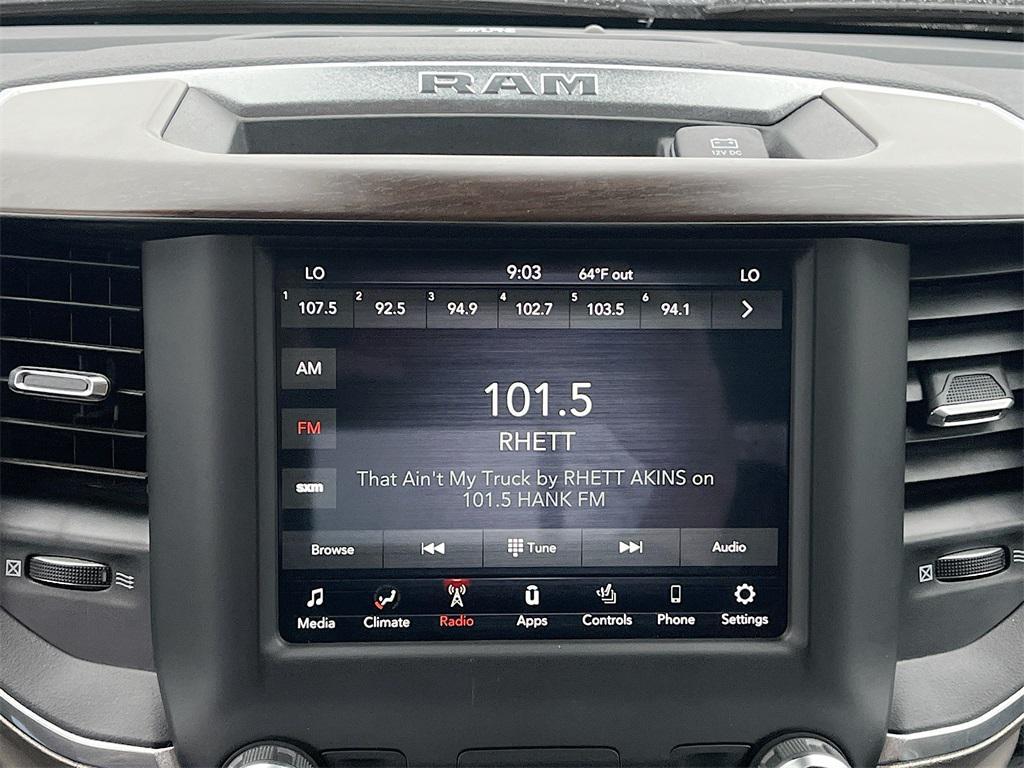 RAM
12V DC
LO 9:03 64°F out LO
1 107.5 2 92.5 3 94.9 4 102.7 5 103.5 6 94.1
AM
101.5
FM
RHETT
sxm
That Ain't My Truck by RHETT AKINS on
101.5 HANK FM
Browse Tune Audio
Media Climate Radio Apps Controls Phone Settings